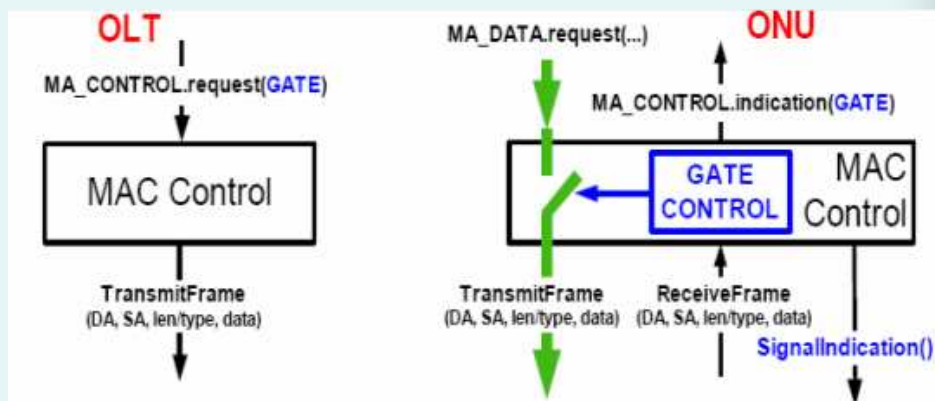 OLT
MA_CONTROL.request(GATE)
MAC Control
TransmitFrame
(DA, SA, len/type, data)
ONU
MA_DATA.request(...)
MA_CONTROL.indication(GATE)
GATE
CONTROL
MAC
Control
TransmitFrame
(DA, SA, len/type, data)
ReceiveFrame
(DA, SA, len/type, data)
SignalIndication()